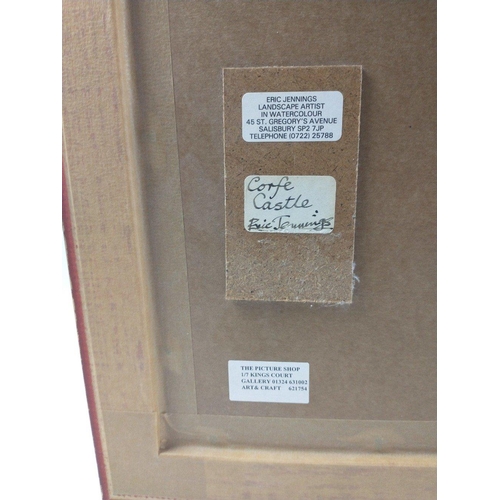 ERIC JENNINGS
LANDSCAPE ARTIST
IN WATERCOLOUR
45 ST. GREGORY'S AVENUE
SALISBURY SP2 7JP
TELEPHONE (0722) 25788
Corfe
Castle.
Eric Jennings
THE PICTURE SHOP
1/7 KINGS COURT
GALLERY 01324 631002
ART& CRAFT 621754